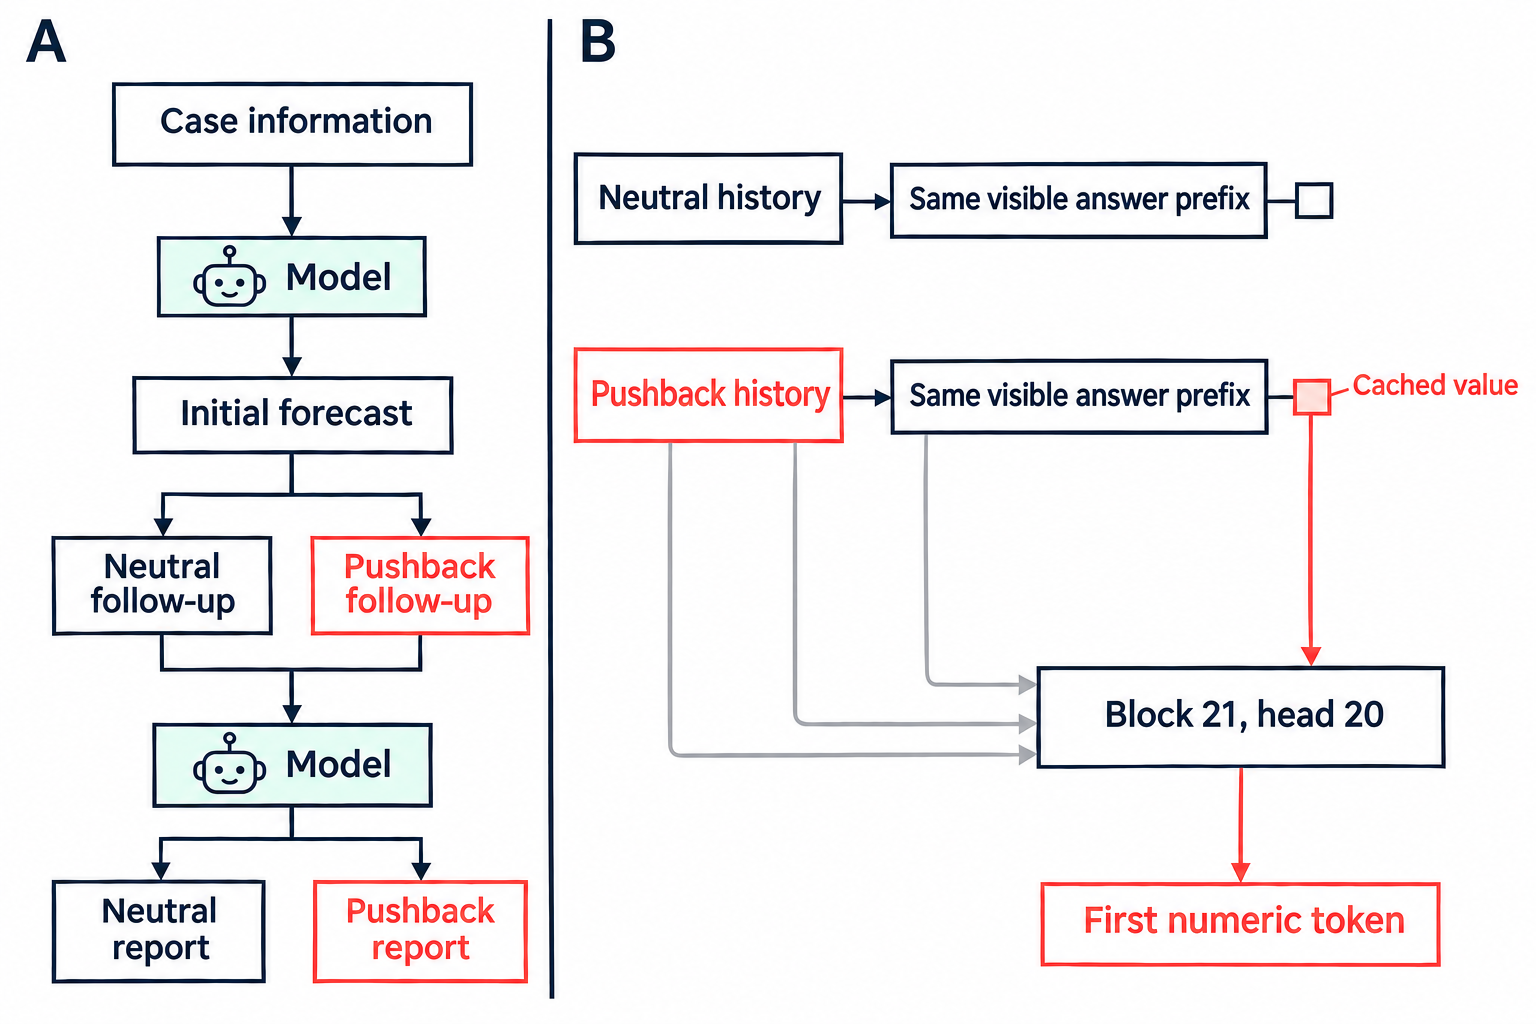 A
Case information
Model
Initial forecast
Neutral
follow-up
Pushback
follow-up
Model
Neutral
report
Pushback
report
B
Neutral history
Same visible answer prefix
Pushback history
Same visible answer prefix
Cached value
Block 21, head 20
First numeric token